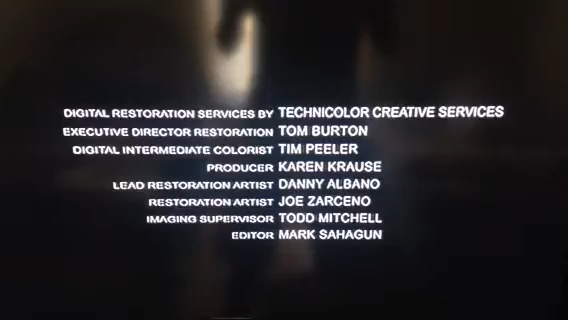 DIGITAL RESTORATION SERVICES BY TECHNICOLOR CREATIVE SERVICES
EXECUTIVE DIRECTOR RESTORATION TOM BURTON
DIGITAL INTERMEDIATE COLORIST TIM PEELER
PRODUCER KAREN KRAUSE
LEAD RESTORATION ARTIST DANNY ALBANO
RESTORATION ARTIST JOE ZARCENO
IMAGING SUPERVISOR TODD MITCHELL
EDITOR MARK SAHAGUN